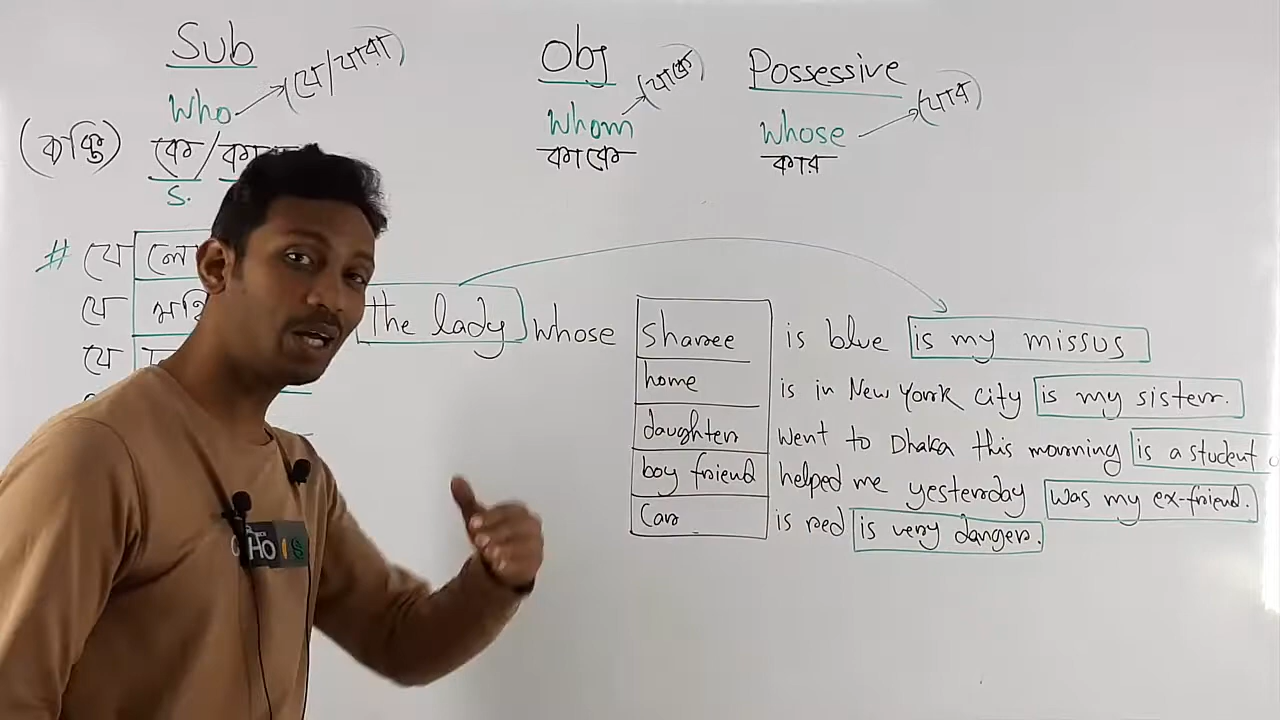 Sub Obj Possessive
Who (যে/যারা) Whom (যাকে) Whose (যার)
(ব্যক্তি) কে/ কাকে কার
S.
# যে
যে the lady whose Sharee is blue is my missus
যে home is in New York city is my sister.
daughter went to Dhaka this mourning is a student
boy friend helped me yesterday was my ex-friend.
Car is red is very danger.